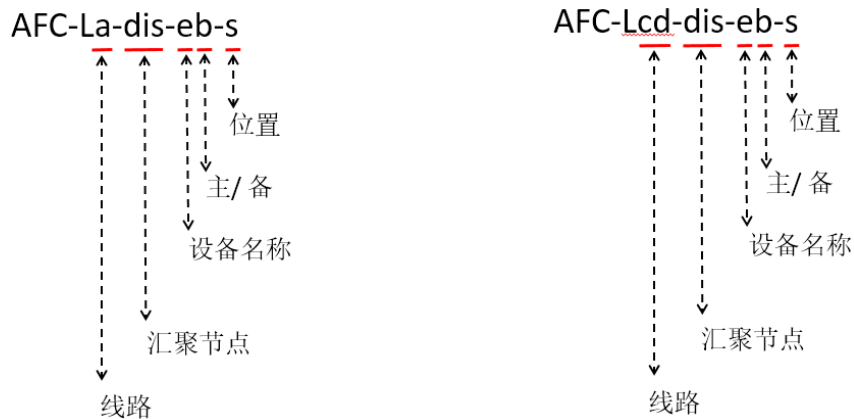 AFC-La-dis-eb-s
位置
主/ 备
设备名称
汇聚节点
线路
AFC-Lcd-dis-eb-s
位置
主/ 备
设备名称
汇聚节点
线路